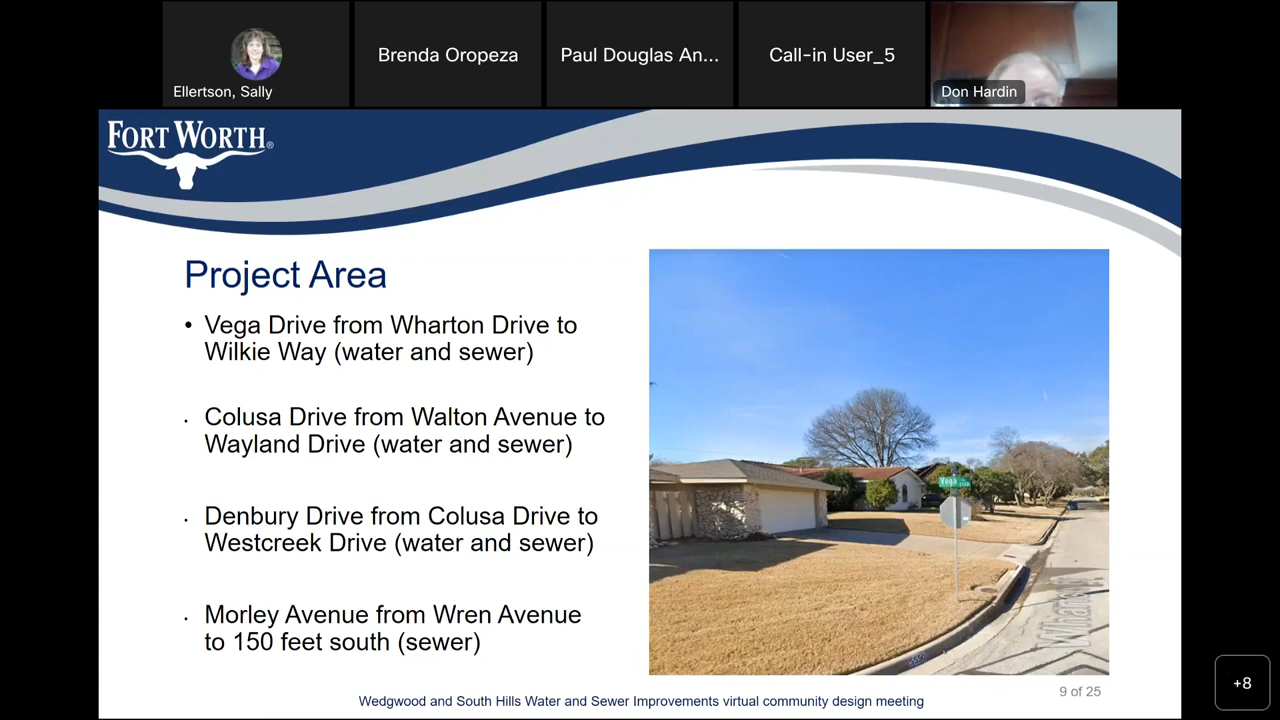 Ellertson, Sally
Brenda Oropeza
Paul Douglas An...
Call-in User_5
Don Hardin
FORT WORTH®
Project Area
• Vega Drive from Wharton Drive to
Wilkie Way (water and sewer)
• Colusa Drive from Walton Avenue to
Wayland Drive (water and sewer)
• Denbury Drive from Colusa Drive to
Westcreek Drive (water and sewer)
• Morley Avenue from Wren Avenue
to 150 feet south (sewer)
Vega
9 of 25
Wedgwood and South Hills Water and Sewer Improvements virtual community design meeting
+8